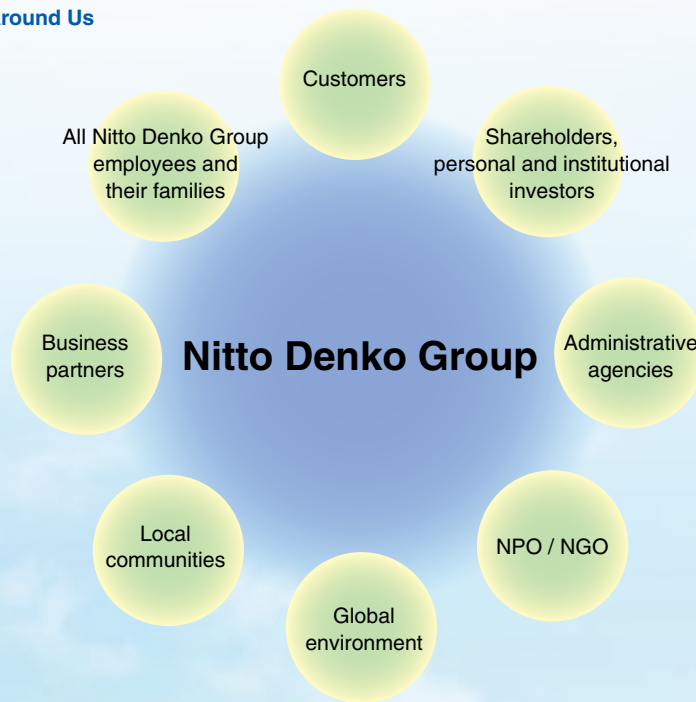 Around Us
Customers
All Nitto Denko Group
employees and
their families
Shareholders,
personal and institutional
investors
Business
partners
Nitto Denko Group
Administrative
agencies
Local
communities
NPO / NGO
Global
environment